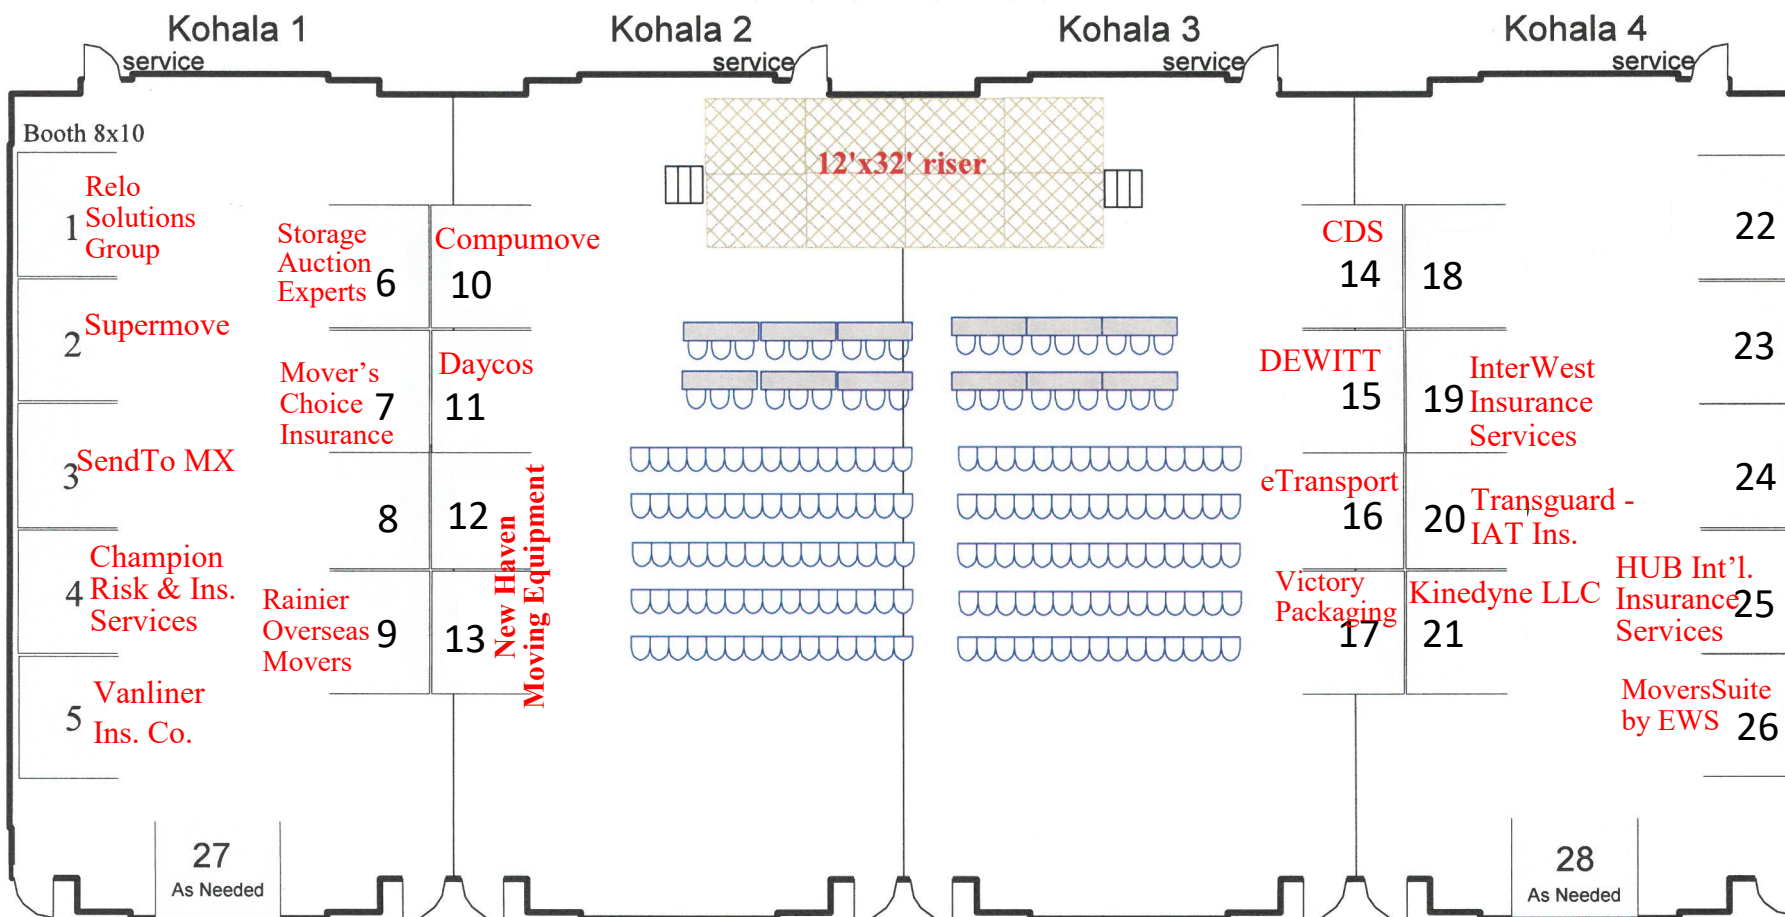 Kohala 1
Kohala 2
Kohala 3
Kohala 4
service
service
service
service
Booth 8x10
12'x32' riser
1
Relo
Solutions
Group
2
Supermove
3
SendTo MX
4
Champion
Risk & Ins.
Services
5
Vanliner
Ins. Co.
Storage
Auction
Experts
6
Mover’s
Choice
Insurance
7
8
Rainier
Overseas
Movers
9
Compumove
10
Daycos
11
12
13
New Haven
Moving Equipment
CDS
14
DEWITT
15
eTransport
16
Victory
Packaging
17
18
19
InterWest
Insurance
Services
20
Transguard -
IAT Ins.
Kinedyne LLC
21
22
23
24
HUB Int’l.
Insurance
Services
25
MoversSuite
by EWS
26
27
As Needed
28
As Needed